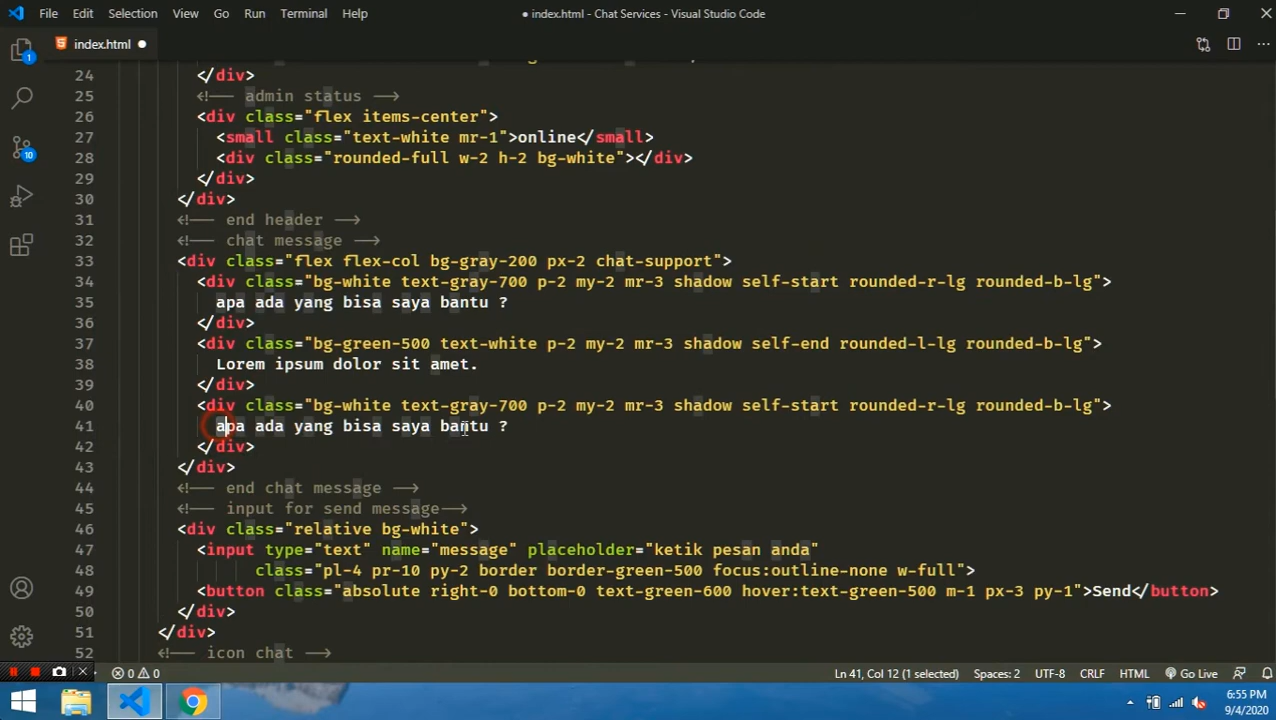 File Edit Selection View Go Run Terminal Help ● index.html - Chat Services - Visual Studio Code
index.html ●
24 </div>
25 <!-- admin status -->
26 <div class="flex items-center">
27 <small class="text-white mr-1">online</small>
28 <div class="rounded-full w-2 h-2 bg-white"></div>
29 </div>
30 </div>
31 <!-- end header -->
32 <!-- chat message -->
33 <div class="flex flex-col bg-gray-200 px-2 chat-support">
34 <div class="bg-white text-gray-700 p-2 my-2 mr-3 shadow self-start rounded-r-lg rounded-b-lg">
35 apa ada yang bisa saya bantu ?
36 </div>
37 <div class="bg-green-500 text-white p-2 my-2 mr-3 shadow self-end rounded-l-lg rounded-b-lg">
38 Lorem ipsum dolor sit amet.
39 </div>
40 <div class="bg-white text-gray-700 p-2 my-2 mr-3 shadow self-start rounded-r-lg rounded-b-lg">
41 apa ada yang bisa saya bantu ?
42 </div>
43 </div>
44 <!-- end chat message -->
45 <!-- input for send message-->
46 <div class="relative bg-white">
47 <input type="text" name="message" placeholder="ketik pesan anda"
48 class="pl-4 pr-10 py-2 border border-green-500 focus:outline-none w-full">
49 <button class="absolute right-0 bottom-0 text-green-600 hover:text-green-500 m-1 px-3 py-1">Send</button>
50 </div>
51 </div>
52 <!-- icon chat -->
1
10
0 0 Ln 41, Col 12 (1 selected) Spaces: 2 UTF-8 CRLF HTML Go Live
6:55 PM
9/4/2020